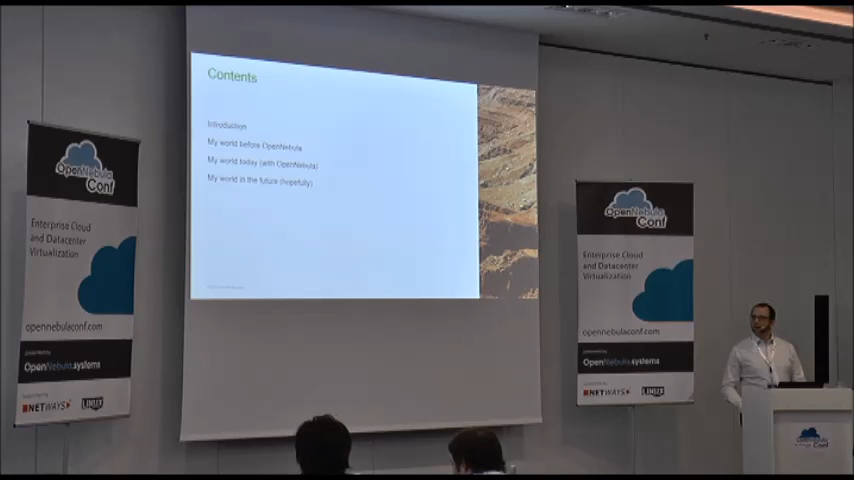 Contents
Introduction
My world before OpenNebula
My world today (with OpenNebula)
My world in the future (hopefully)
OpenNebula
Conf
Enterprise Cloud
and Datacenter
Virtualization
opennebulaconf.com
OpenNebula.systems
NETWAYS
LINUX
OpenNebula
Conf
Enterprise Cloud
and Datacenter
Virtualization
opennebulaconf.com
OpenNebula.systems
NETWAYS
LINUX
OpenNebula
Conf